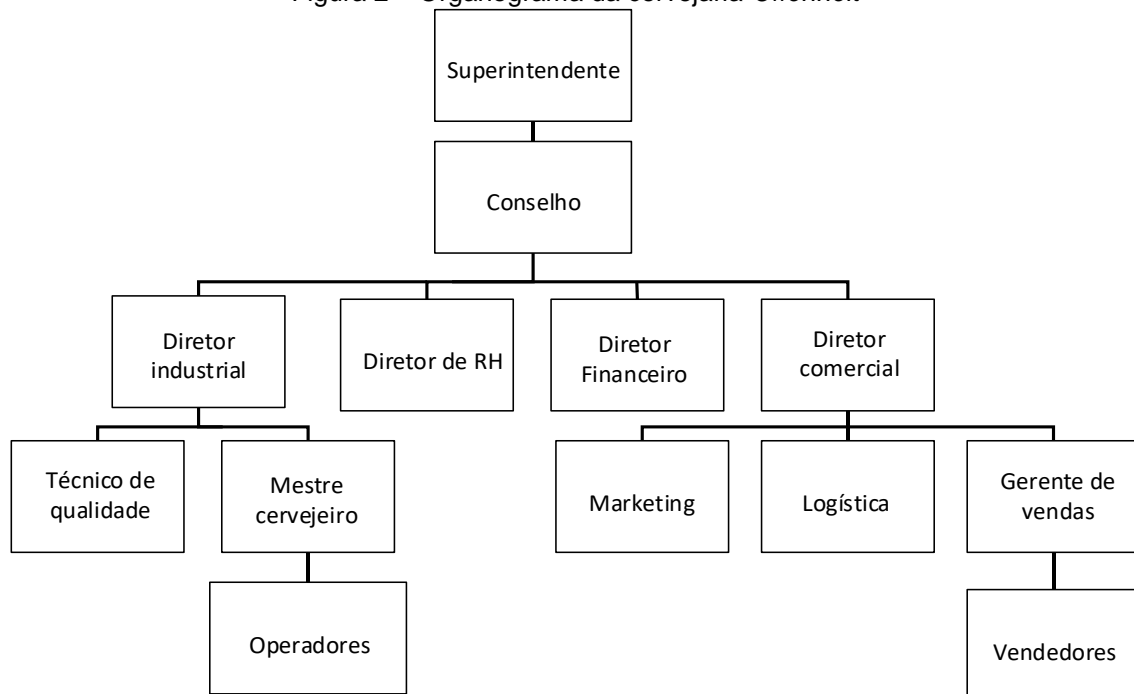 Superintendente
Conselho
Diretor
industrial
Diretor de RH
Diretor
Financeiro
Diretor
comercial
Técnico de
qualidade
Mestre
cervejeiro
Marketing
Logística
Gerente de
vendas
Operadores
Vendedores